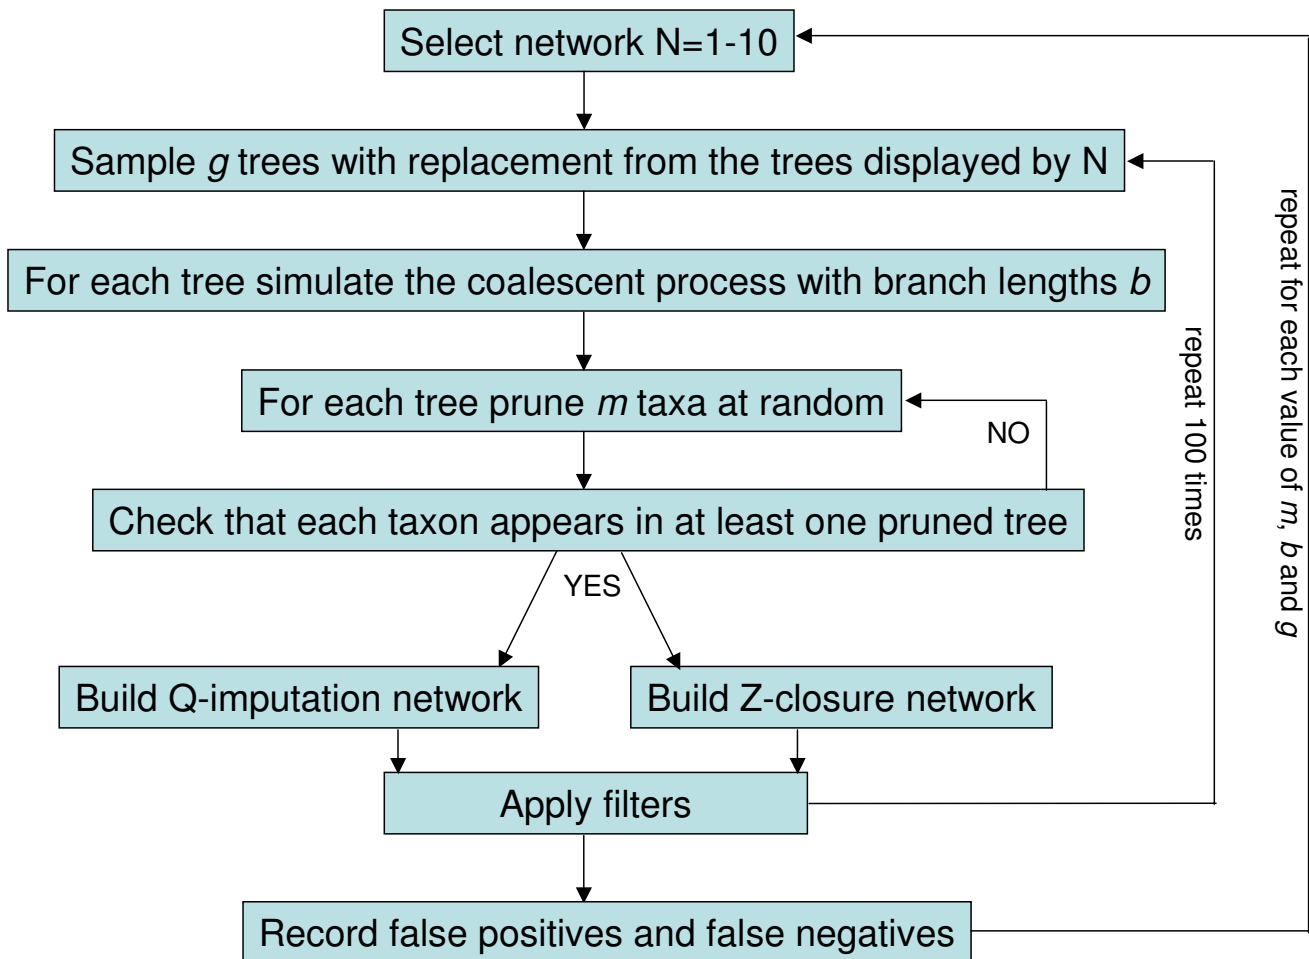 Select network N=1-10
Sample g trees with replacement from the trees displayed by N
For each tree simulate the coalescent process with branch lengths b
For each tree prune m taxa at random
NO
Check that each taxon appears in at least one pruned tree
YES
Build Q-imputation network
Build Z-closure network
Apply filters
Record false positives and false negatives
repeat 100 times
repeat for each value of m, b and g